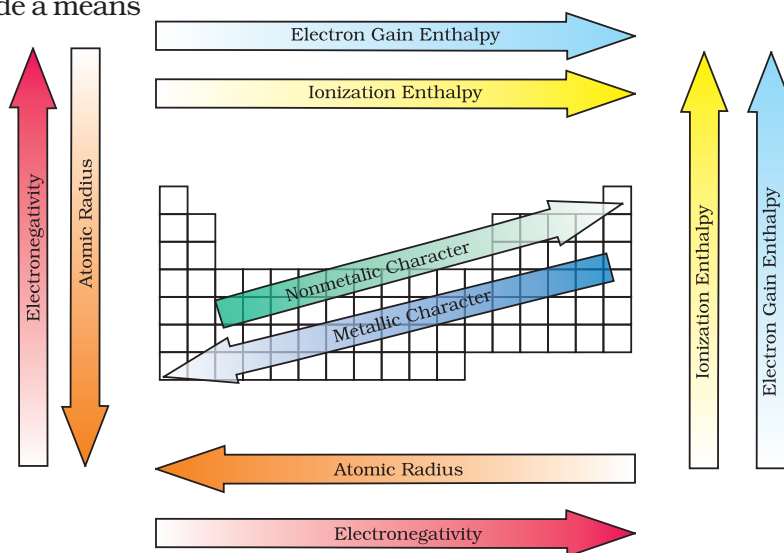 de a means
Electron Gain Enthalpy
Ionization Enthalpy
Electronegativity
Atomic Radius
Nonmetalic Character
Metallic Character
Ionization Enthalpy
Electron Gain Enthalpy
Atomic Radius
Electronegativity